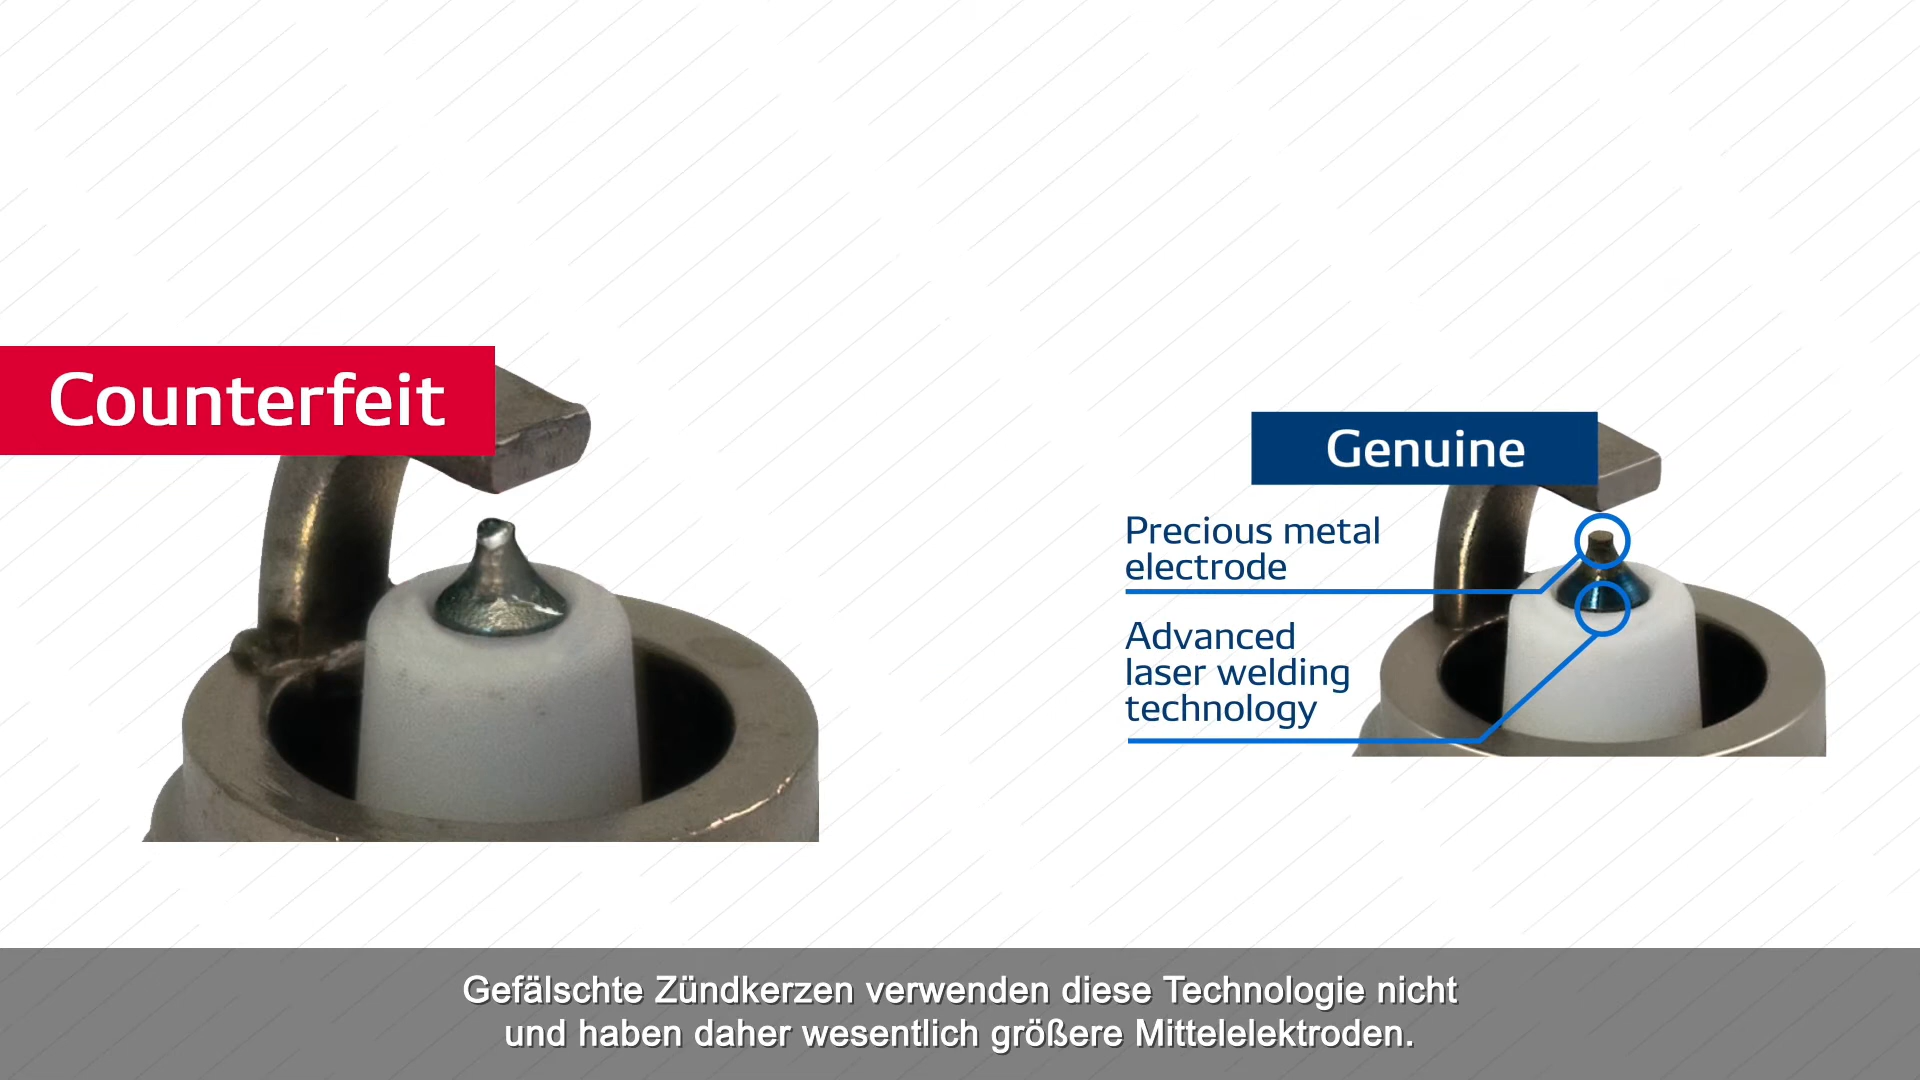 Counterfeit
Genuine
Precious metal
electrode
Advanced
laser welding
technology
Gefälschte Zündkerzen verwenden diese Technologie nicht
und haben daher wesentlich größere Mittelelektroden.